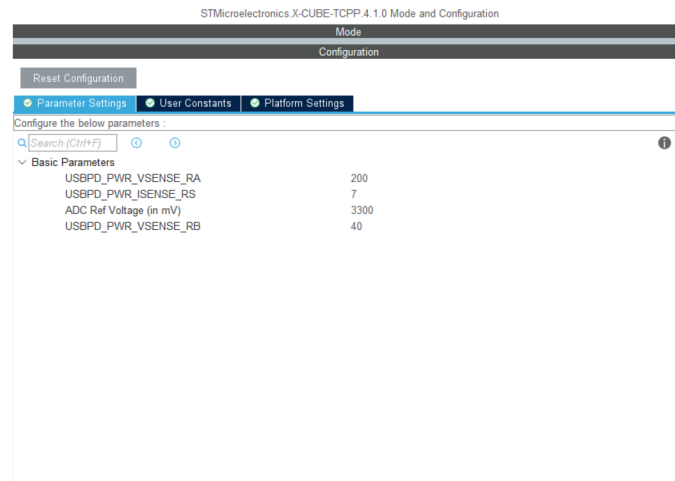 STMicroelectronics.X-CUBE-TCPP.4.1.0 Mode and Configuration
Mode
Configuration
Reset Configuration
Parameter Settings User Constants Platform Settings
Configure the below parameters :
Search (Ctrl+F)
Basic Parameters
USBPD_PWR_VSENSE_RA 200
USBPD_PWR_ISENSE_RS 7
ADC Ref Voltage (in mV) 3300
USBPD_PWR_VSENSE_RB 40